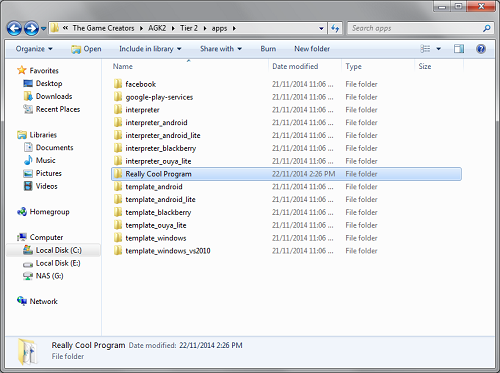 « The Game Creators ▸ AGK2 ▸ Tier 2 ▸ apps ▸
Search apps
Organize Open Include in library Share with Burn New folder
Name Date modified Type Size
Favorites
Desktop
Downloads
Recent Places
Libraries
Documents
Music
Pictures
Videos
Homegroup
Computer
Local Disk (C:)
Local Disk (E:)
NAS (G:)
Network
facebook 21/11/2014 11:06 ... File folder
google-play-services 21/11/2014 11:06 ... File folder
interpreter 21/11/2014 11:06 ... File folder
interpreter_android 21/11/2014 11:06 ... File folder
interpreter_android_lite 21/11/2014 11:06 ... File folder
interpreter_blackberry 21/11/2014 11:06 ... File folder
interpreter_ouya_lite 21/11/2014 11:06 ... File folder
Really Cool Program 22/11/2014 2:26 PM File folder
template_android 21/11/2014 11:06 ... File folder
template_android_lite 21/11/2014 11:06 ... File folder
template_blackberry 21/11/2014 11:06 ... File folder
template_ouya_lite 21/11/2014 11:06 ... File folder
template_windows 21/11/2014 11:06 ... File folder
template_windows_vs2010 21/11/2014 11:06 ... File folder
Really Cool Program Date modified: 22/11/2014 2:26 PM
File folder